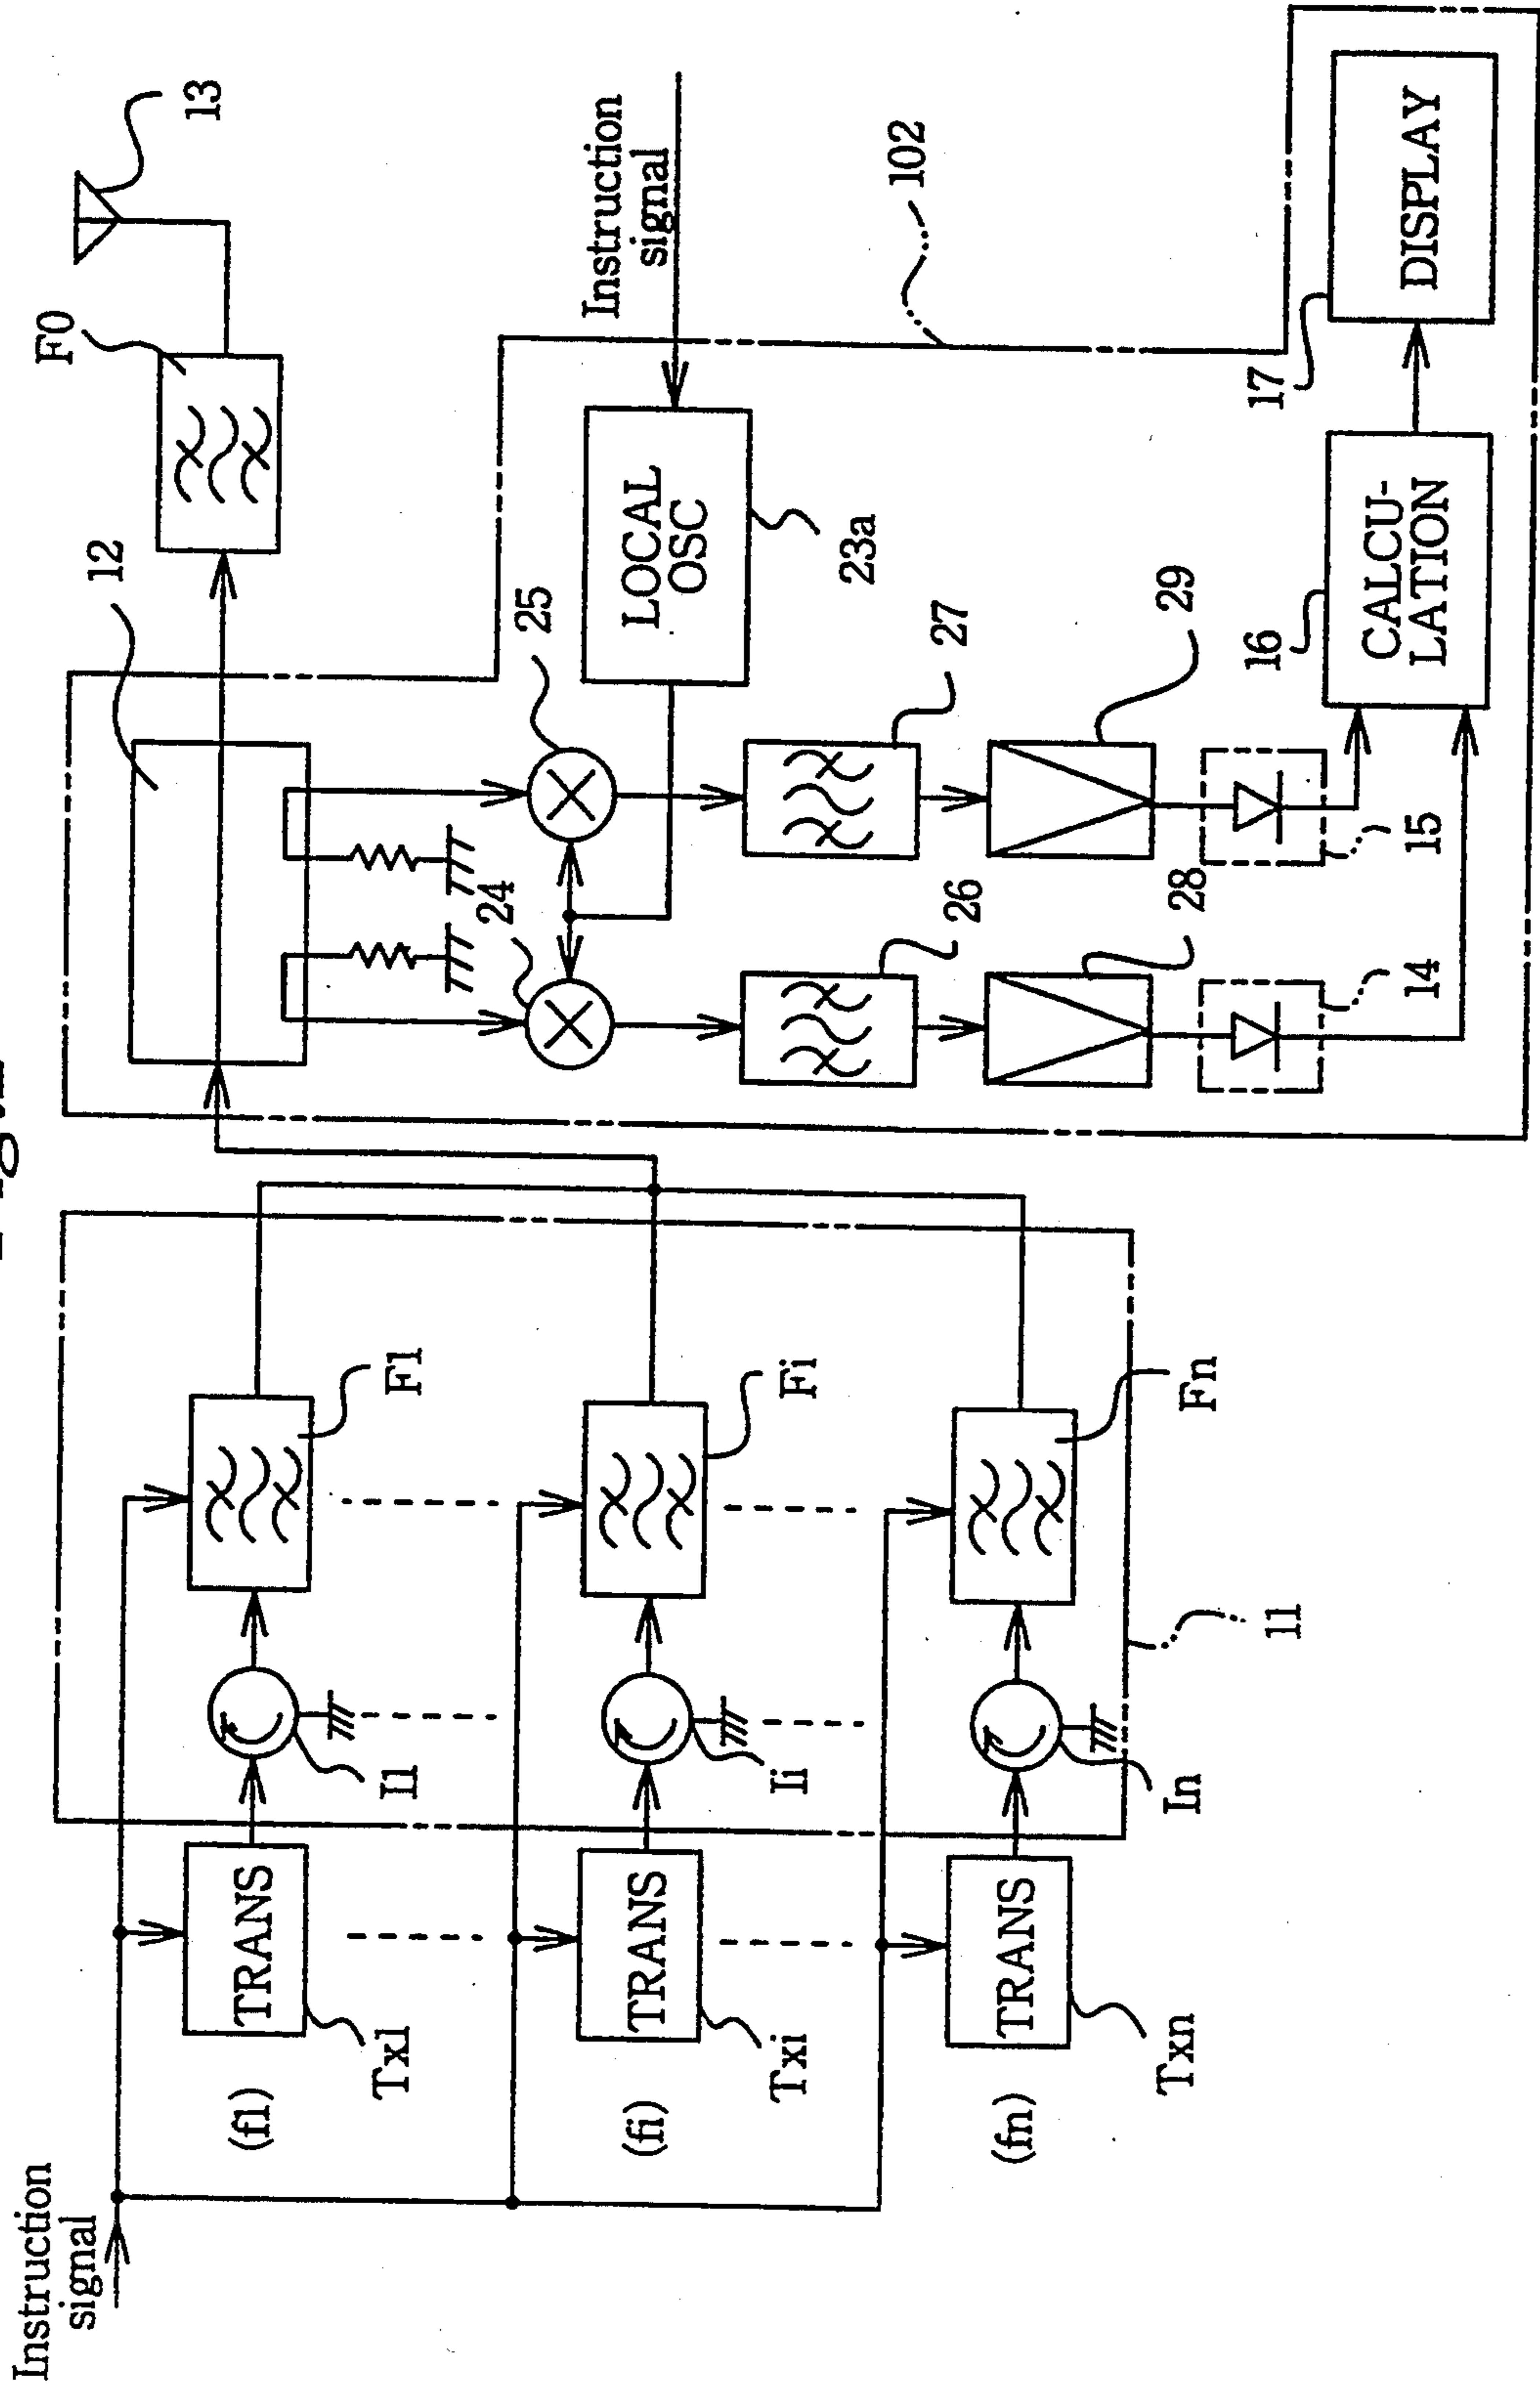 Instruction
signal
(f1)
TRANS
Tx1
I1
F1
(fi)
TRANS
Txi
Ii
Fi
(fn)
TRANS
Txn
In
Fn
11
12
F0
13
24
25
LOCAL
OSC
23a
Instruction
signal
102
26
27
28
29
14
15
16
CALCU-
LATION
17
DISPLAY